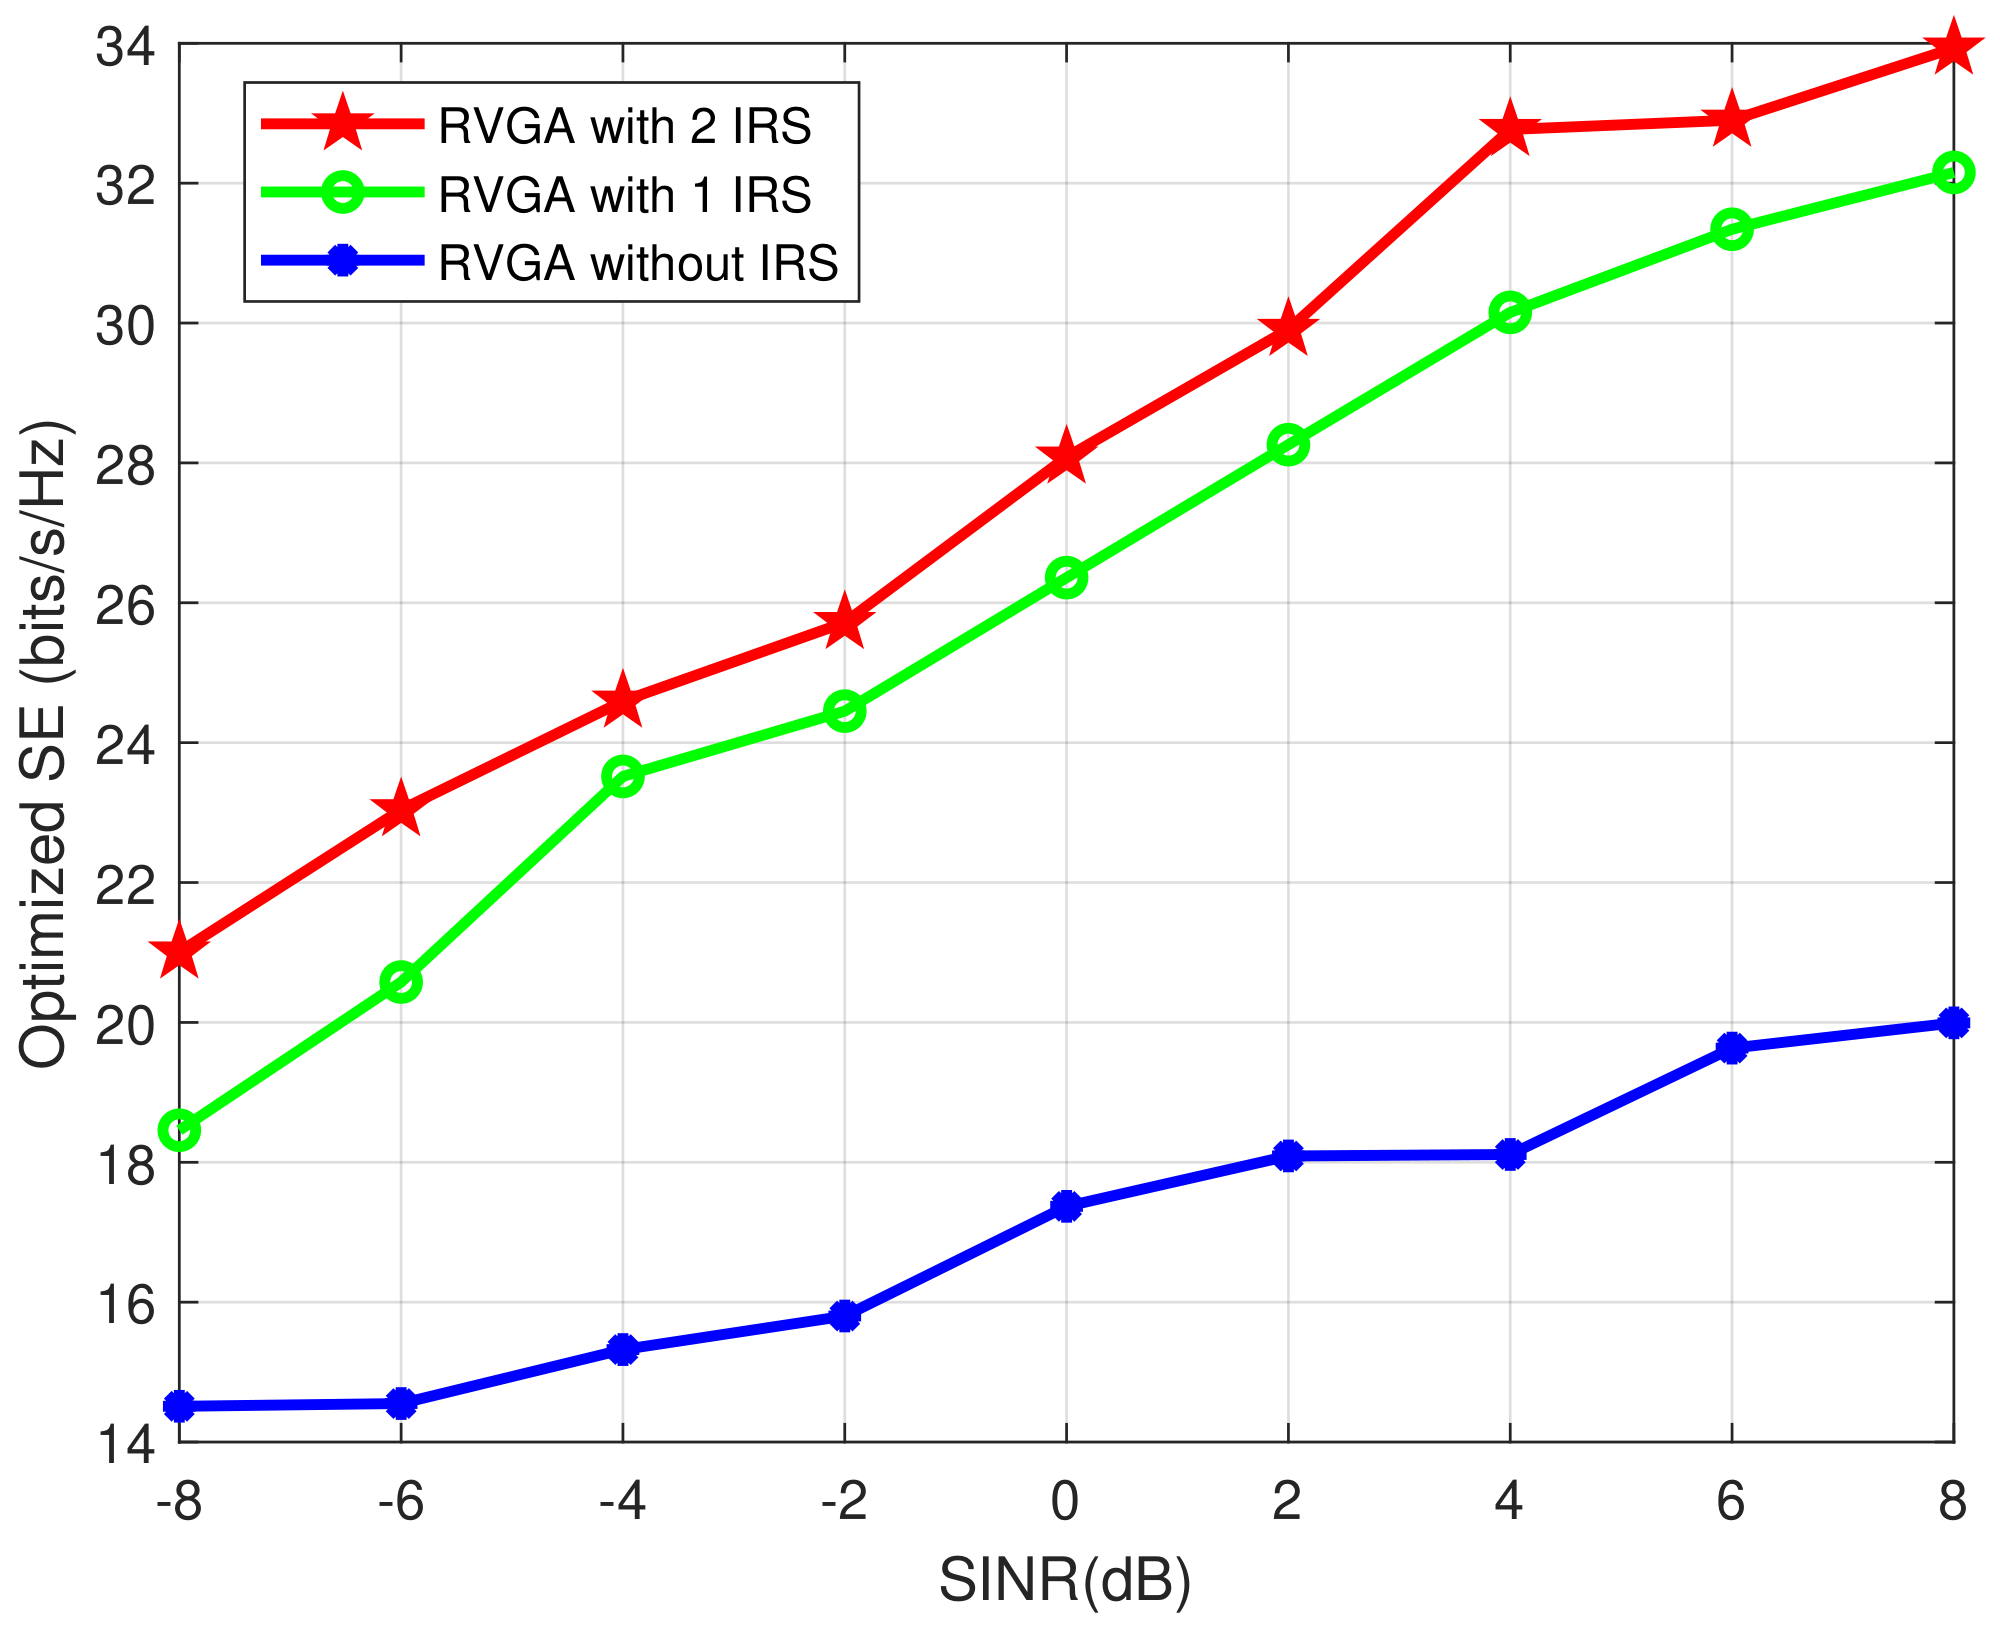 34
32
30
28
26
24
22
20
18
16
14
Optimized SE (bits/s/Hz)
RVGA with 2 IRS
RVGA with 1 IRS
RVGA without IRS
-8 -6 -4 -2 0 2 4 6 8
SINR(dB)